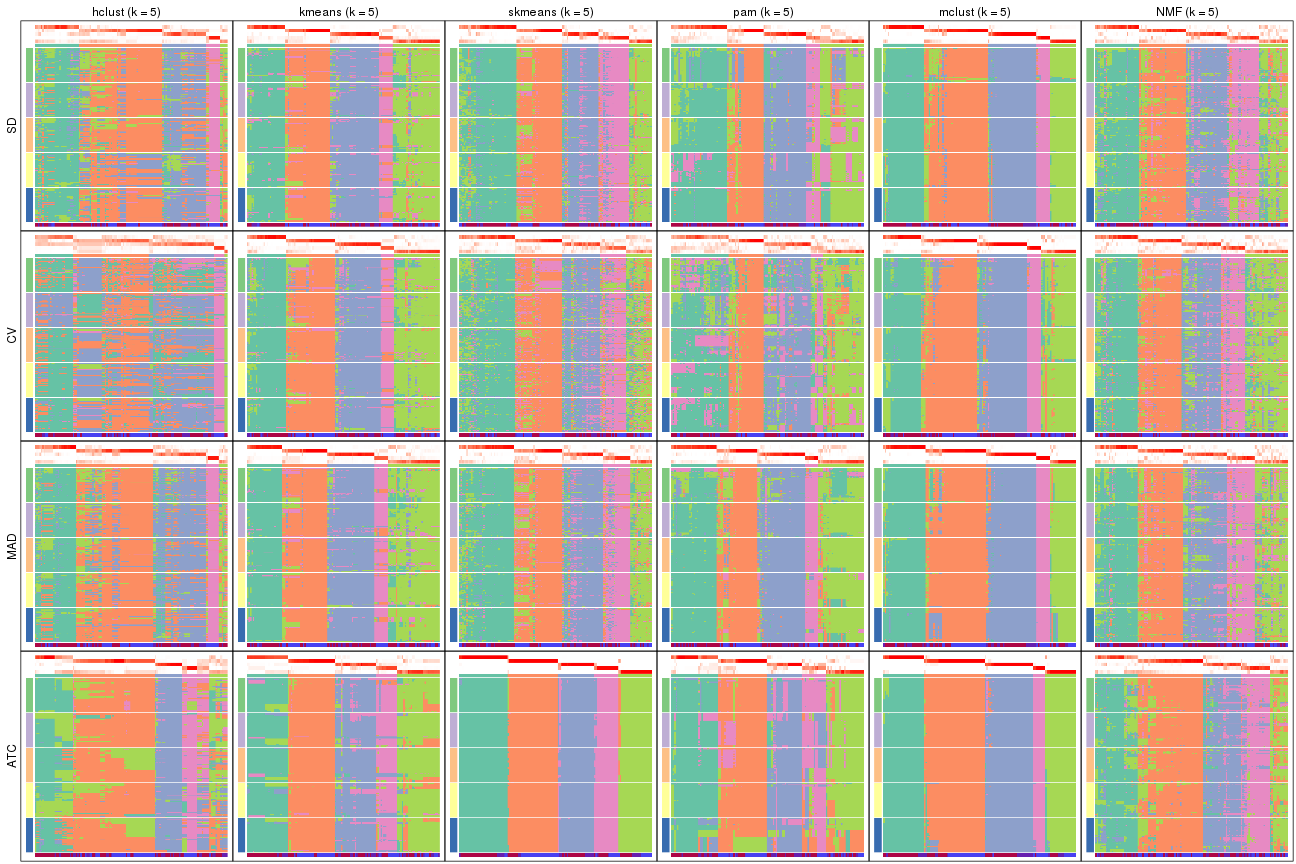 hclust (k = 5) kmeans (k = 5) skmeans (k = 5) pam (k = 5) mclust (k = 5) NMF (k = 5)
SD
CV
MAD
ATC